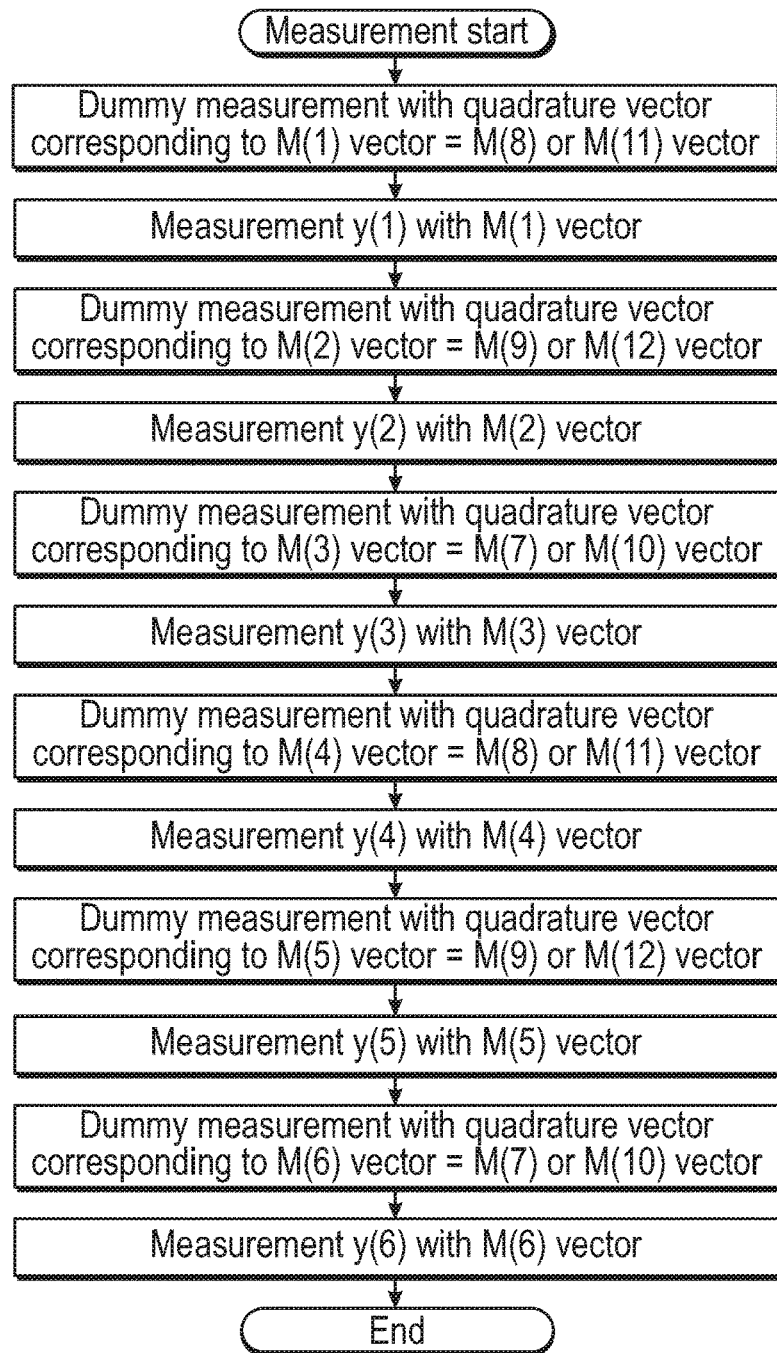 Measurement start
Dummy measurement with quadrature vector
corresponding to M(1) vector = M(8) or M(11) vector
Measurement y(1) with M(1) vector
Dummy measurement with quadrature vector
corresponding to M(2) vector = M(9) or M(12) vector
Measurement y(2) with M(2) vector
Dummy measurement with quadrature vector
corresponding to M(3) vector = M(7) or M(10) vector
Measurement y(3) with M(3) vector
Dummy measurement with quadrature vector
corresponding to M(4) vector = M(8) or M(11) vector
Measurement y(4) with M(4) vector
Dummy measurement with quadrature vector
corresponding to M(5) vector = M(9) or M(12) vector
Measurement y(5) with M(5) vector
Dummy measurement with quadrature vector
corresponding to M(6) vector = M(7) or M(10) vector
Measurement y(6) with M(6) vector
End